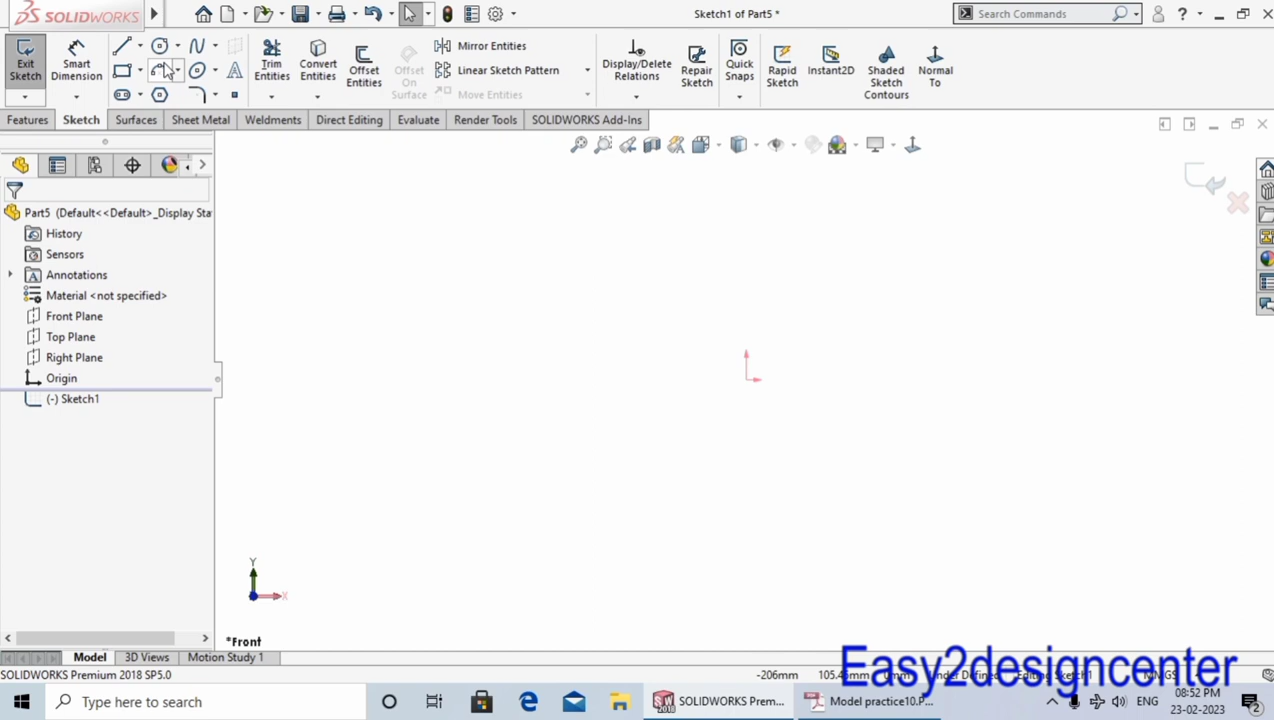 SOLIDWORKS
Sketch1 of Part5 *
Search Commands
Exit Sketch
Smart Dimension
Trim Entities
Convert Entities
Offset Entities
Offset On Surface
Mirror Entities
Linear Sketch Pattern
Move Entities
Display/Delete Relations
Repair Sketch
Quick Snaps
Rapid Sketch
Instant2D
Shaded Sketch Contours
Normal To
Features Sketch Surfaces Sheet Metal Weldments Direct Editing Evaluate Render Tools SOLIDWORKS Add-Ins
Part5 (Default<<Default>_Display Sta
History
Sensors
Annotations
Material <not specified>
Front Plane
Top Plane
Right Plane
Origin
(-) Sketch1
Y
X
*Front
Model 3D Views Motion Study 1
SOLIDWORKS Premium 2018 SP5.0
-206mm
Easy2designcenter
Type here to search
SOLIDWORKS Prem...
Model practice10.P...
ENG
08:52 PM
23-02-2023
2